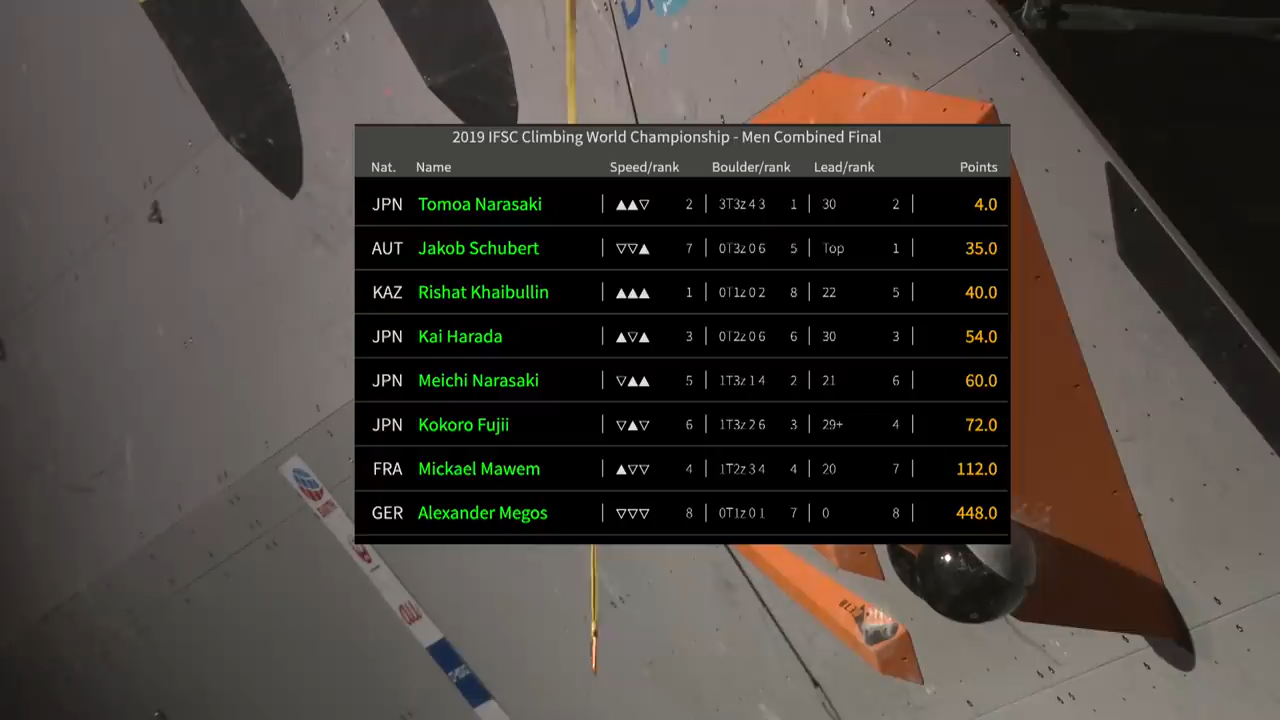 2019 IFSC Climbing World Championship - Men Combined Final
Nat. Name Speed/rank Boulder/rank Lead/rank Points
JPN Tomoa Narasaki ▲▲▽ 2 3T3z 4 3 1 30 2 4.0
AUT Jakob Schubert ▽▽▲ 7 0T3z 0 6 5 Top 1 35.0
KAZ Rishat Khaibullin ▲▲▲ 1 0T1z 0 2 8 22 5 40.0
JPN Kai Harada ▲▽▲ 3 0T2z 0 6 6 30 3 54.0
JPN Meichi Narasaki ▽▲▲ 5 1T3z 1 4 2 21 6 60.0
JPN Kokoro Fujii ▽▲▽ 6 1T3z 2 6 3 29+ 4 72.0
FRA Mickael Mawem ▲▽▽ 4 1T2z 3 4 4 20 7 112.0
GER Alexander Megos ▽▽▽ 8 0T1z 0 1 7 0 8 448.0